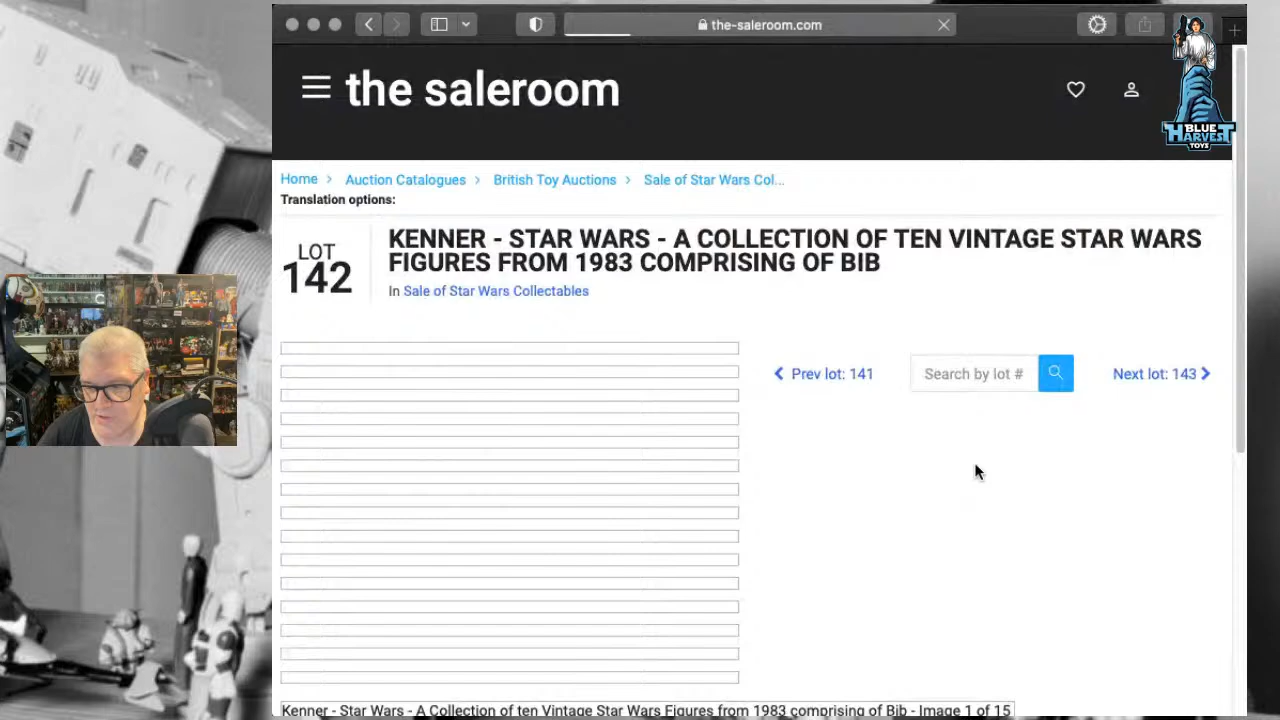 the-saleroom.com
the saleroom
BLUE
HARVEST
TOYS
Home > Auction Catalogues > British Toy Auctions > Sale of Star Wars Col...
Translation options:
LOT
142
KENNER - STAR WARS - A COLLECTION OF TEN VINTAGE STAR WARS
FIGURES FROM 1983 COMPRISING OF BIB
In Sale of Star Wars Collectables
Prev lot: 141
Search by lot #
Next lot: 143
Kenner - Star Wars - A Collection of ten Vintage Star Wars Figures from 1983 comprising of Bib - Image 1 of 15